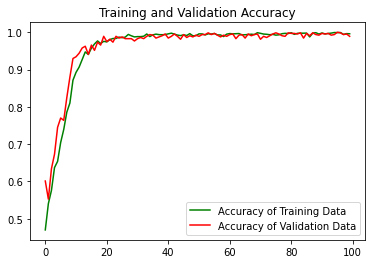 Training and Validation Accuracy
1.0
0.9
0.8
0.7
0.6
0.5
Accuracy of Training Data
Accuracy of Validation Data
0 20 40 60 80 100